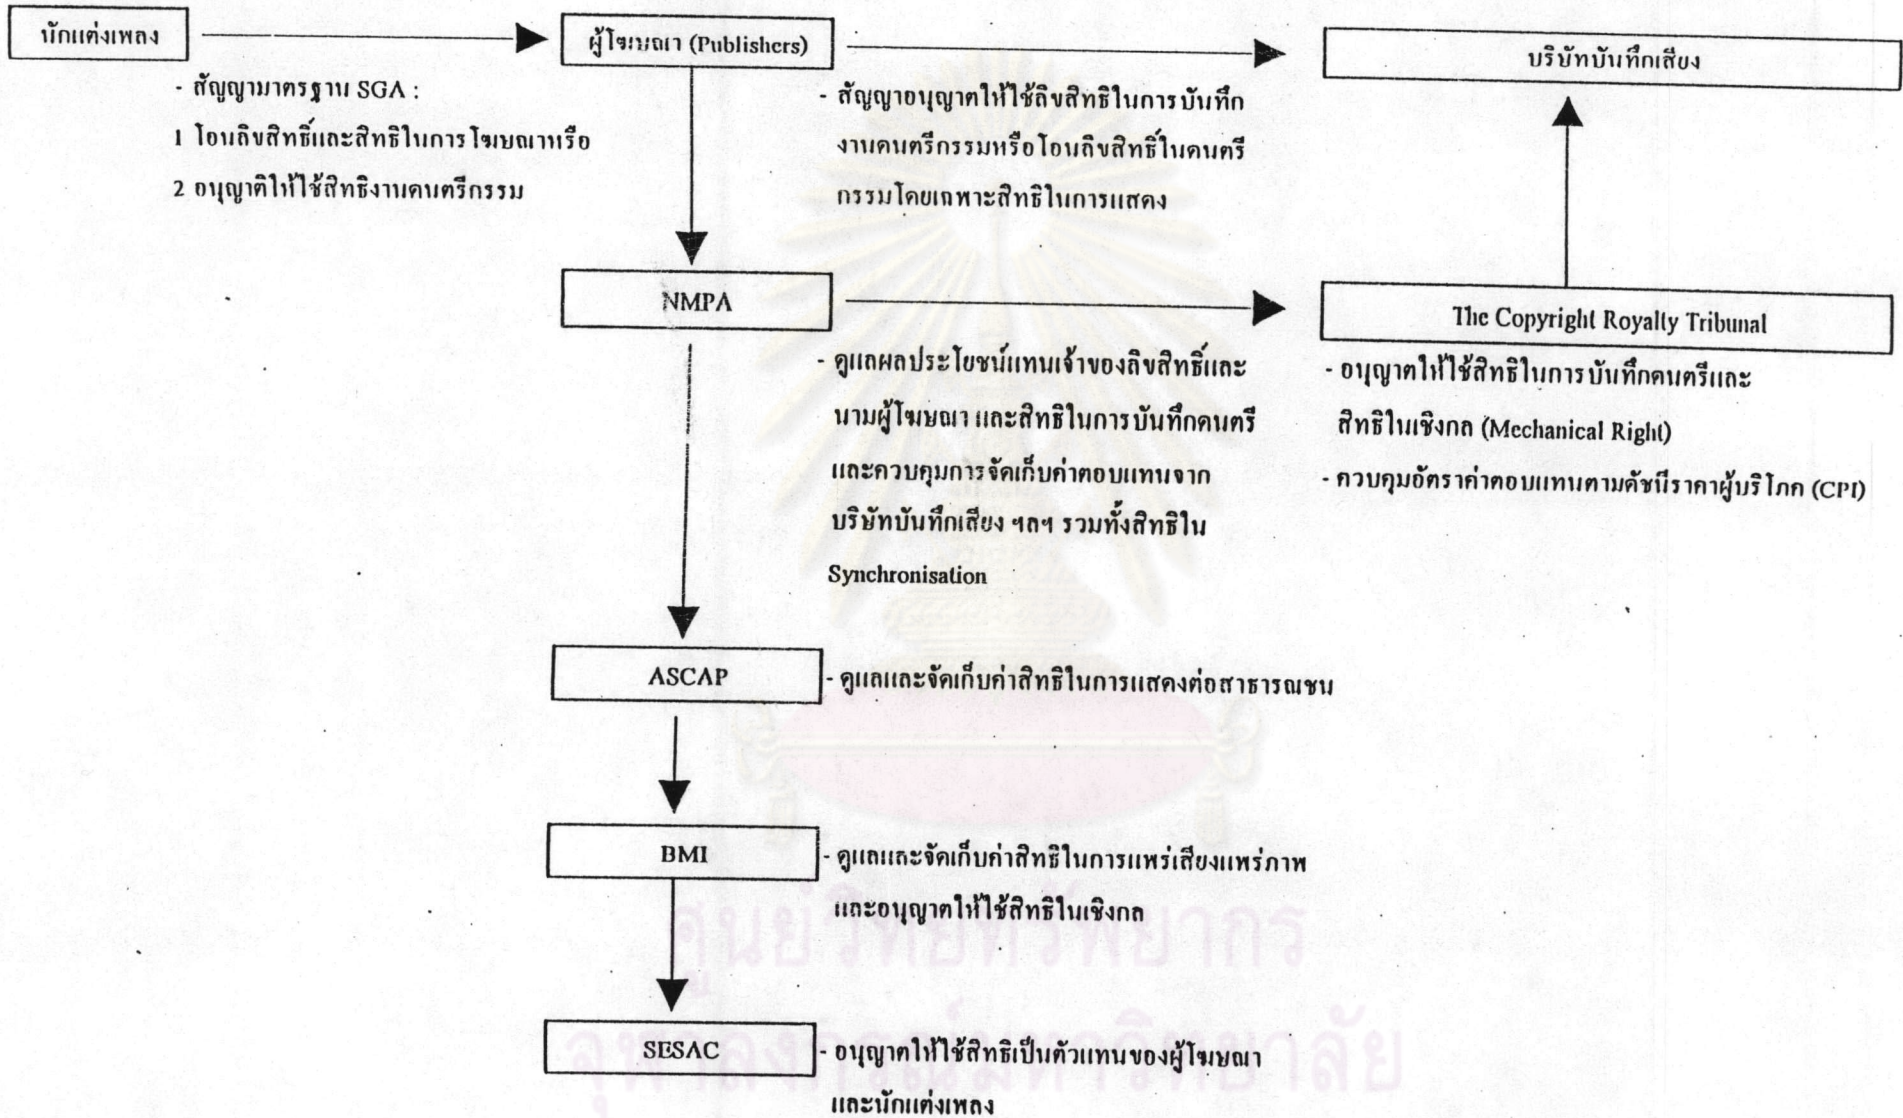 นักแต่งเพลง
ผู้โฆษณา (Publishers)
บริษัทบันทึกเสียง
- สัญญามาตรฐาน SGA :
1 โอนลิขสิทธิ์และสิทธิในการโฆษณาหรือ
2 อนุญาติให้ใช้สิทธิงานดนตรีกรรม
- สัญญาอนุญาตให้ใช้ลิขสิทธิในการบันทึก
งานดนตรีกรรมหรือโอนลิขสิทธิ์ในดนตรี
กรรมโดยเฉพาะสิทธิในการแสดง
NMPA
The Copyright Royalty Tribunal
- ดูแลผลประโยชน์แทนเจ้าของลิขสิทธิ์และ
นามผู้โฆษณา และสิทธิในการบันทึกดนตรี
และควบคุมการจัดเก็บค่าตอบแทนจาก
บริษัทบันทึกเสียง ฯลฯ รวมทั้งสิทธิใน
Synchronisation
- อนุญาตให้ใช้สิทธิในการบันทึกดนตรีและ
สิทธิในเชิงกล (Mechanical Right)
- ควบคุมอัตราค่าตอบแทนตามดัชนีราคาผู้บริโภค (CPI)
ASCAP
- ดูแลและจัดเก็บค่าสิทธิในการแสดงต่อสาธารณชน
BMI
- ดูแลและจัดเก็บค่าสิทธิในการแพร่เสียงแพร่ภาพ
และอนุญาตให้ใช้สิทธิในเชิงกล
ศูนย์วิทยทรัพยากร
จุฬาลงกรณ์มหาวิทยาลัย
SESAC
- อนุญาตให้ใช้สิทธิเป็นตัวแทนของผู้โฆษณา
และนักแต่งเพลง